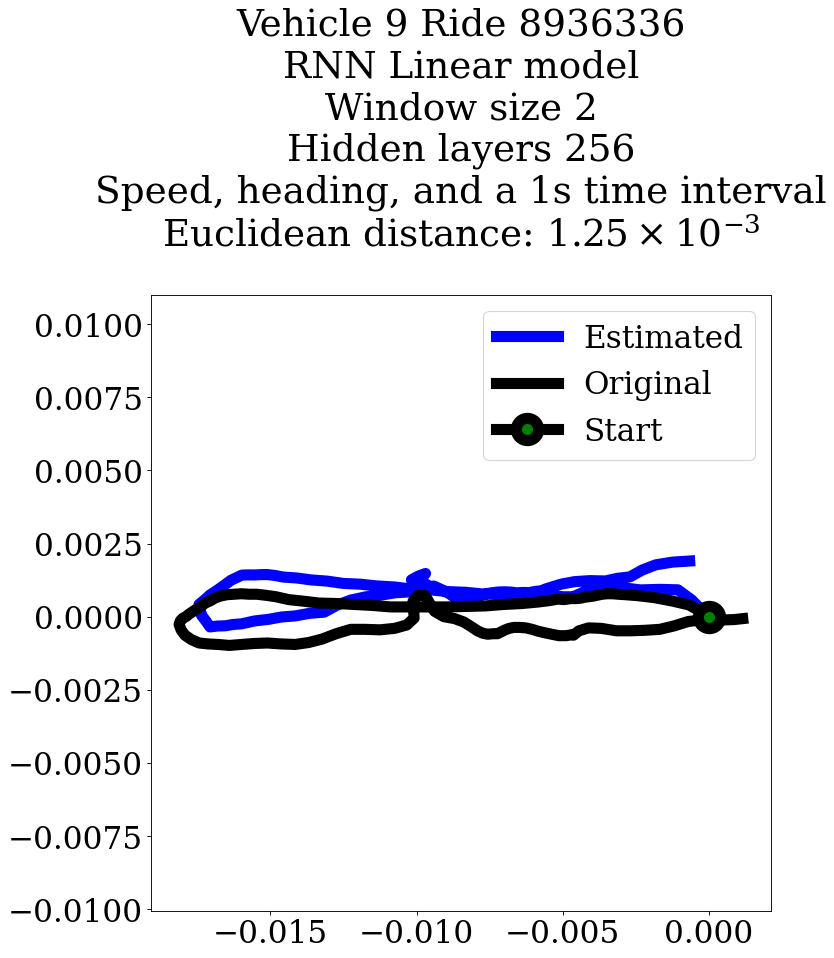 Vehicle 9 Ride 8936336
RNN Linear model
Window size 2
Hidden layers 256
Speed, heading, and a 1s time interval
Euclidean distance: 1.25 × 10⁻³
Estimated
Original
Start
0.0100
0.0075
0.0050
0.0025
0.0000
−0.0025
−0.0050
−0.0075
−0.0100
−0.015 −0.010 −0.005 0.000